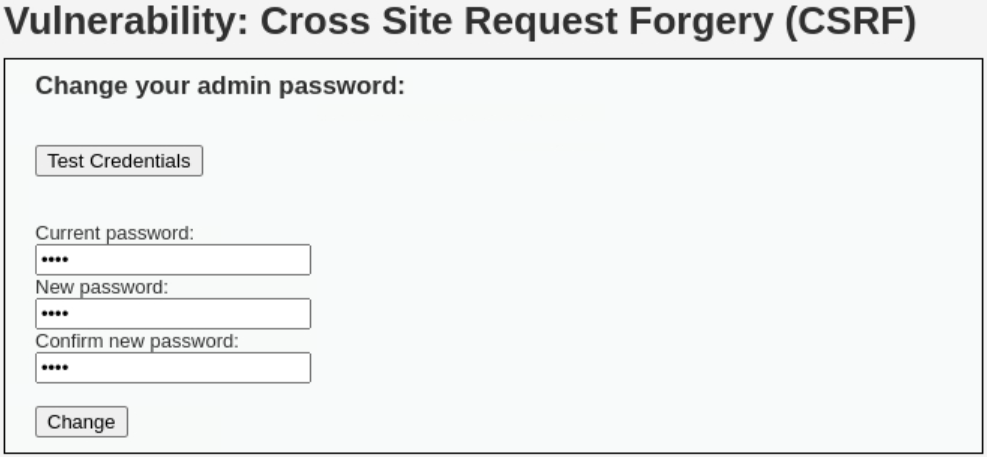 Vulnerability: Cross Site Request Forgery (CSRF)
Change your admin password:
Test Credentials
Current password:
••••
New password:
••••
Confirm new password:
••••
Change